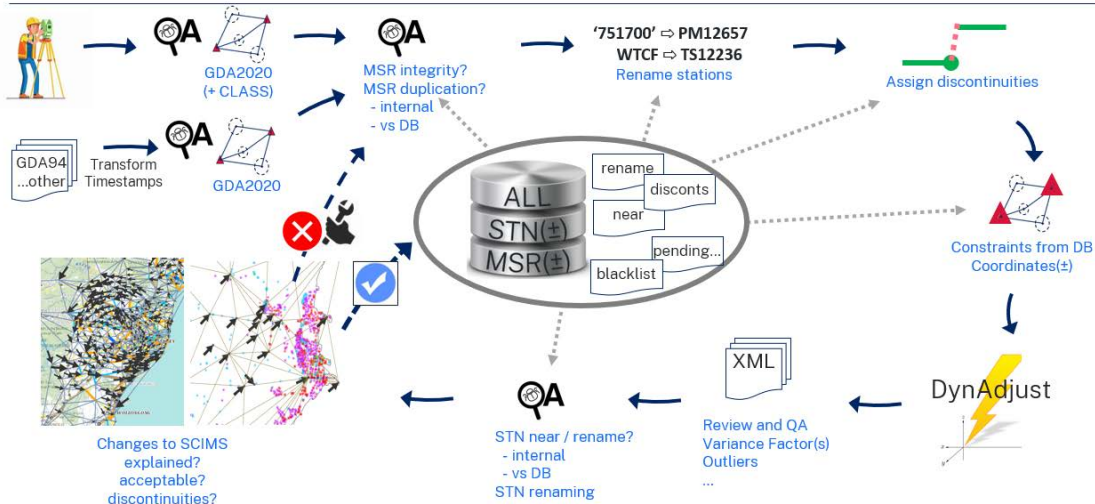 QA
GDA2020
(+ CLASS)
QA
MSR integrity?
MSR duplication?
- internal
- vs DB
‘751700’ ⇨ PM12657
WTCF ⇨ TS12236
Rename stations
Assign discontinuities
GDA94
...other
Transform
Timestamps
QA
GDA2020
ALL
STN(±)
MSR(±)
rename
disconts
near
pending...
blacklist
Constraints from DB
Coordinates(±)
DynAdjust
XML
Review and QA
Variance Factor(s)
Outliers
...
QA
STN near / rename?
- internal
- vs DB
STN renaming
Changes to SCIMS
explained?
acceptable?
discontinuities?